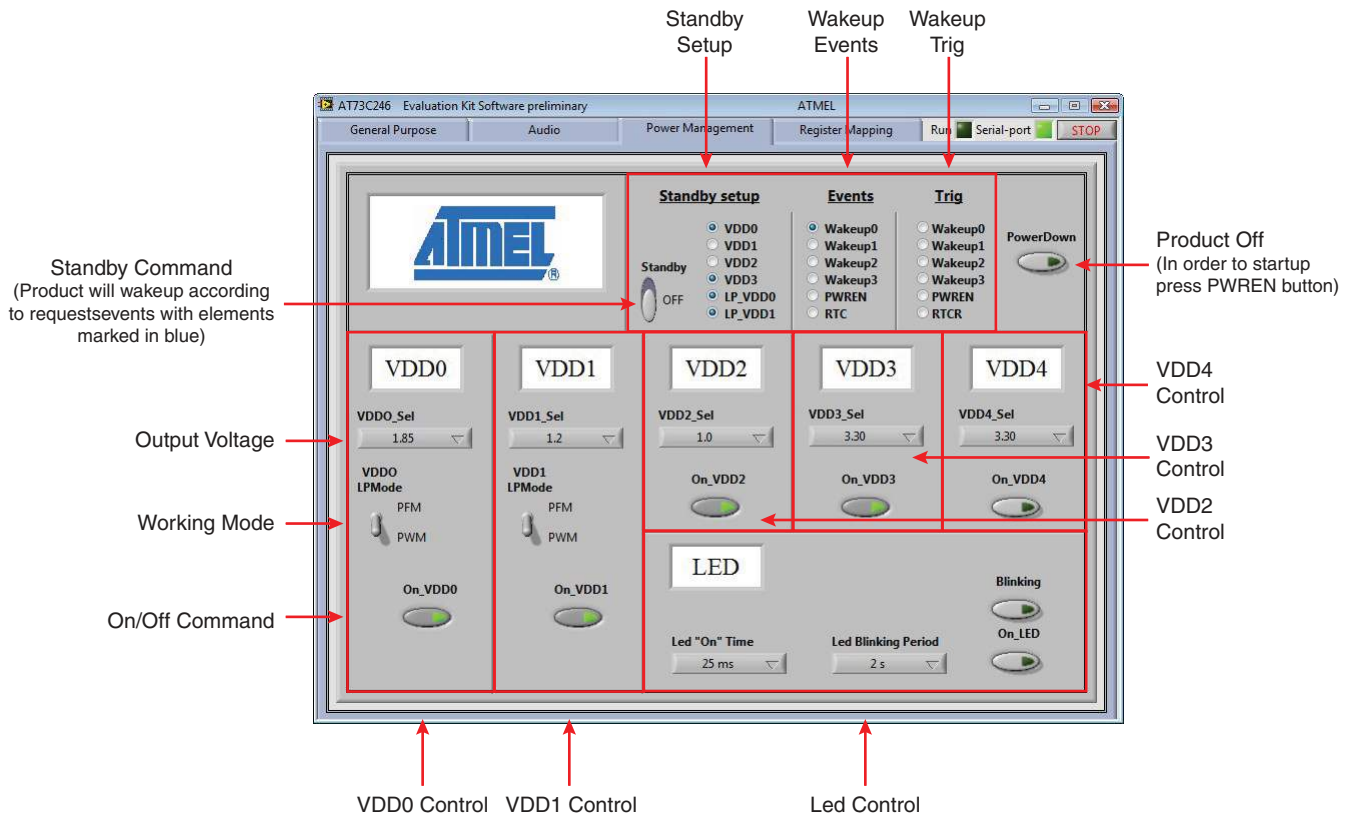 Standby
Setup
Wakeup
Events
Wakeup
Trig
AT73C246 Evaluation Kit Software preliminary
ATMEL
General Purpose
Audio
Power Management
Register Mapping
Run
Serial-port
STOP
ATMEL
®
Standby setup
VDD0
VDD1
VDD2
VDD3
LP_VDD0
LP_VDD1
Standby
OFF
Events
Wakeup0
Wakeup1
Wakeup2
Wakeup3
PWREN
RTC
Trig
Wakeup0
Wakeup1
Wakeup2
Wakeup3
PWREN
RTCR
PowerDown
Product Off
(In order to startup
press PWREN button)
Standby Command
(Product will wakeup according
to requestsevents with elements
marked in blue)
VDD0
VDDO_Sel
1.85
VDDO
LPMode
PFM
PWM
On_VDD0
VDD1
VDD1_Sel
1.2
VDD1
LPMode
PFM
PWM
On_VDD1
VDD2
VDD2_Sel
1.0
On_VDD2
VDD3
VDD3_Sel
3.30
On_VDD3
VDD4
VDD4_Sel
3.30
On_VDD4
LED
Led "On" Time
25 ms
Led Blinking Period
2 s
Blinking
On_LED
Output Voltage
Working Mode
On/Off Command
VDD4
Control
VDD3
Control
VDD2
Control
VDD0 Control
VDD1 Control
Led Control